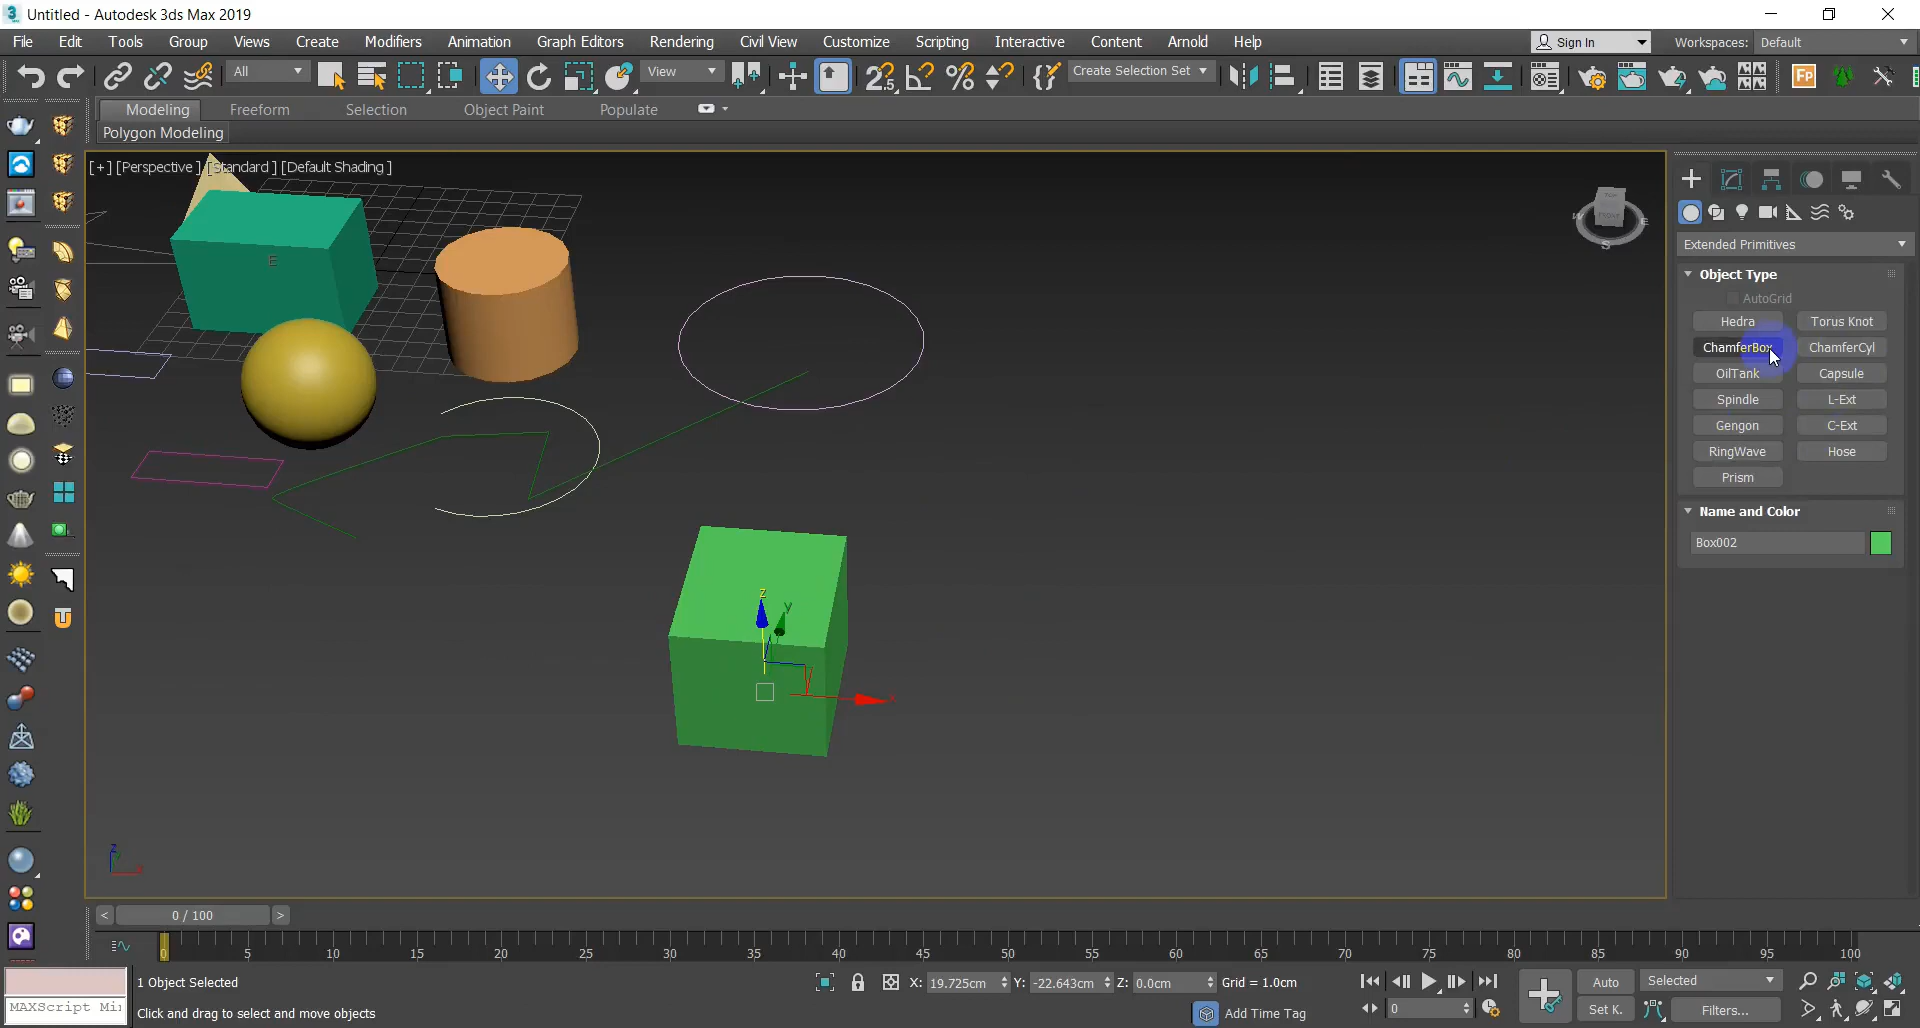 Untitled - Autodesk 3ds Max 2019
File Edit Tools Group Views Create Modifiers Animation Graph Editors Rendering Civil View Customize Scripting Interactive Content Arnold Help Sign In Workspaces: Default
All View Create Selection Set
Modeling Freeform Selection Object Paint Populate
Polygon Modeling
[+] [Perspective ] [Standard ] [Default Shading ]
TOP
FRONT
W E
S
E
Extended Primitives
Object Type
AutoGrid
Hedra Torus Knot
ChamferBox ChamferCyl
OilTank Capsule
Spindle L-Ext
Gengon C-Ext
RingWave Hose
Prism
Name and Color
Box002
z
y
x
z
< 0 / 100 >
0 5 10 15 20 25 30 35 40 45 50 55 60 65 70 75 80 85 90 95 100
1 Object Selected X: 19.725cm Y: -22.643cm Z: 0.0cm Grid = 1.0cm Auto Selected
MAXScript Mi
Click and drag to select and move objects Add Time Tag 0 Set K. Filters...